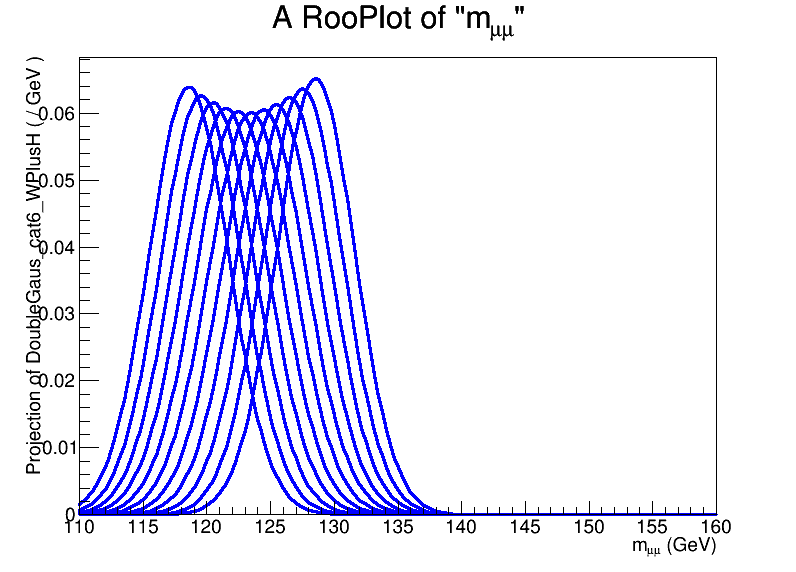 A RooPlot of "mμμ"
Projection of DoubleGaus_cat6_WPlusH ( / GeV )
0.06
0.05
0.04
0.03
0.02
0.01
0
110 115 120 125 130 135 140 145 150 155 160
mμμ (GeV)